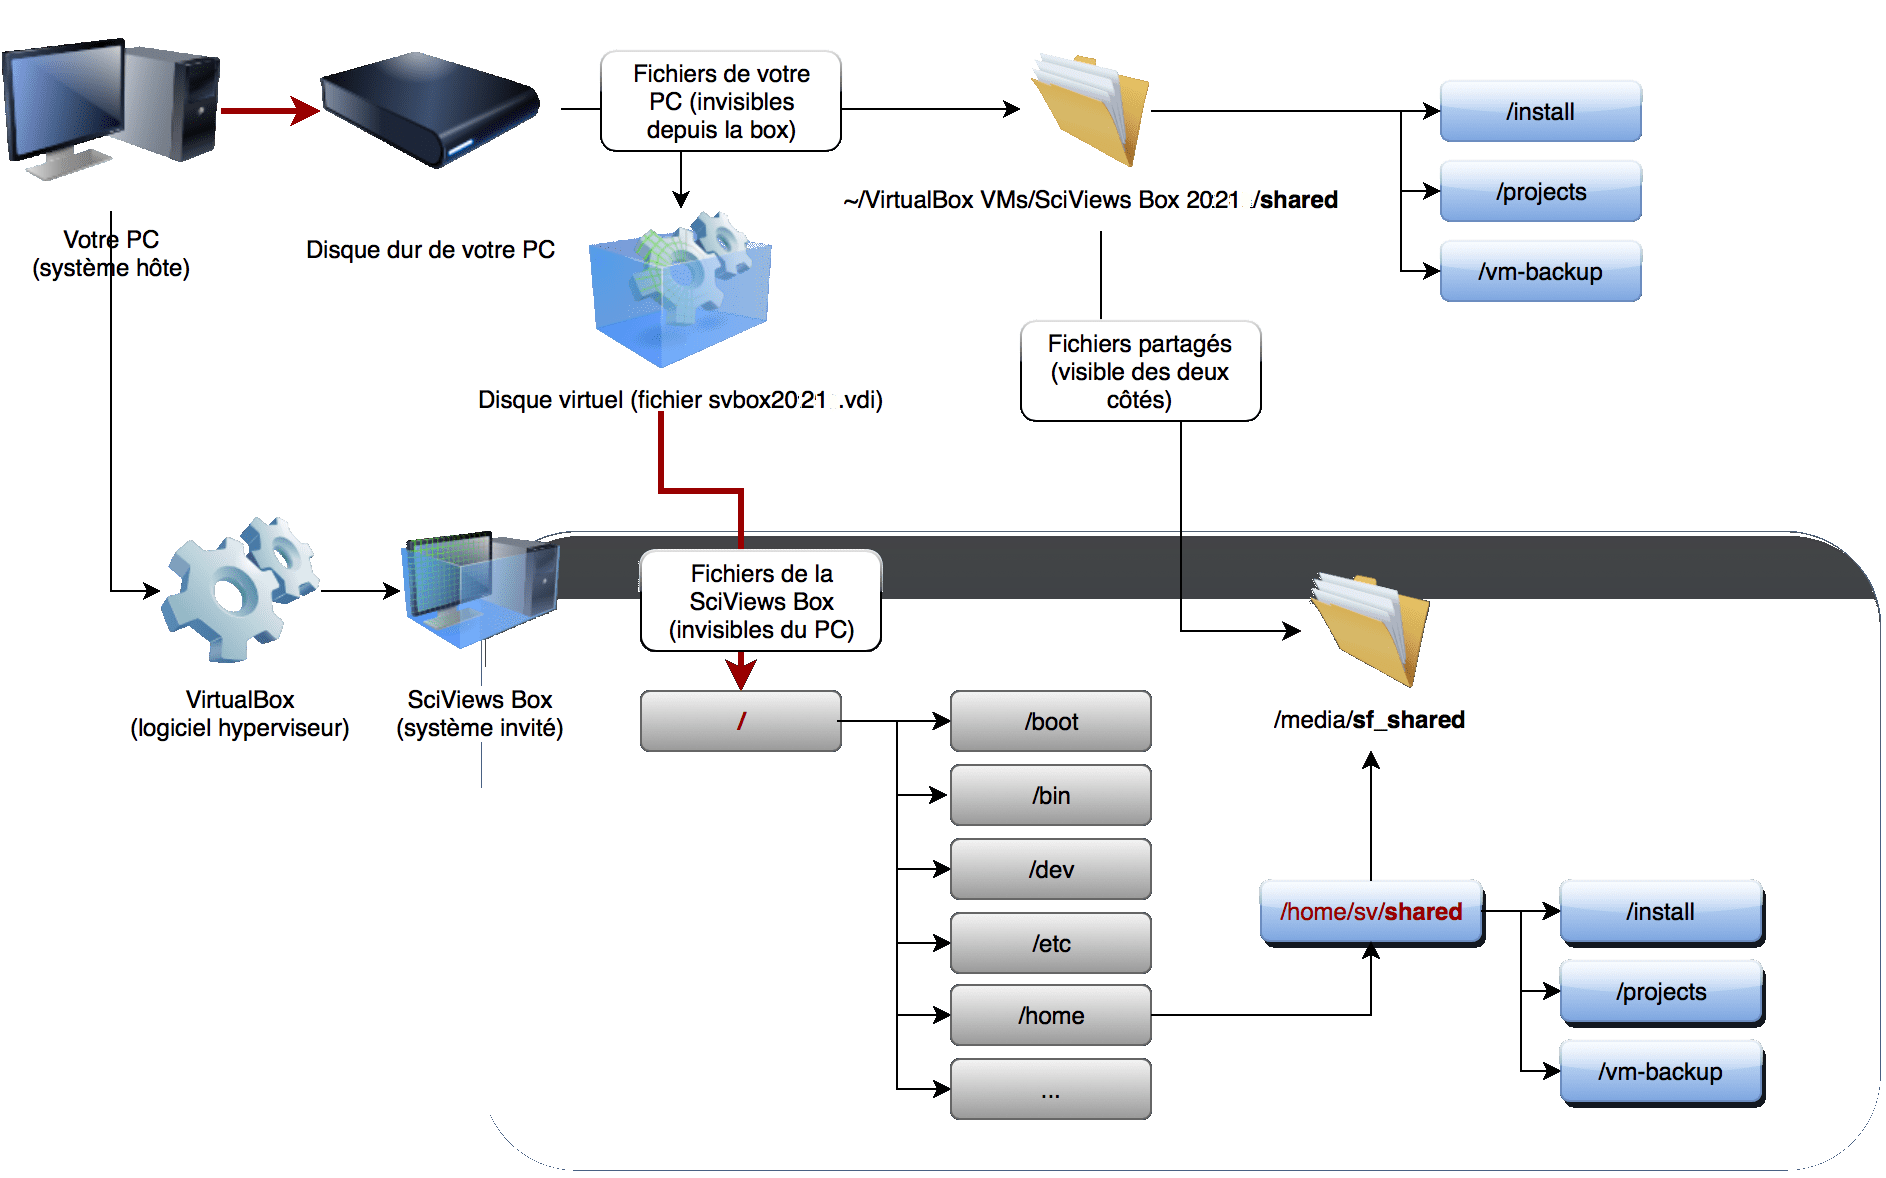 Fichiers de votre
PC (invisibles
depuis la box)
/install
/projects
/vm-backup
~/VirtualBox VMs/SciViews Box 2021 /shared
Votre PC
(système hôte)
Disque dur de votre PC
Disque virtuel (fichier svbox2021 .vdi)
Fichiers partagés
(visible des deux
côtés)
Fichiers de la
SciViews Box
(invisibles du PC)
VirtualBox
(logiciel hyperviseur)
SciViews Box
(système invité)
/
/boot
/bin
/dev
/etc
/home
...
/media/sf_shared
/home/sv/shared
/install
/projects
/vm-backup